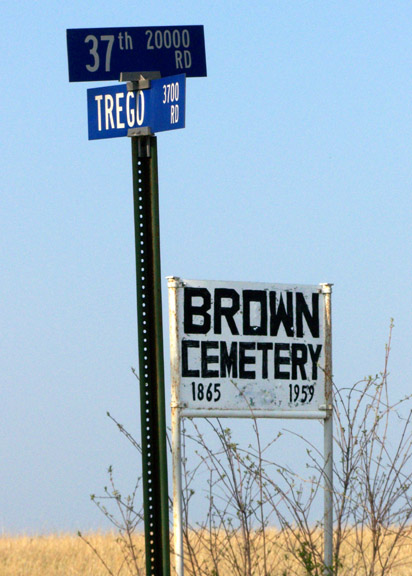 37th 20000 RD
TREGO 3700 RD
BROWN
CEMETERY
1865 1959